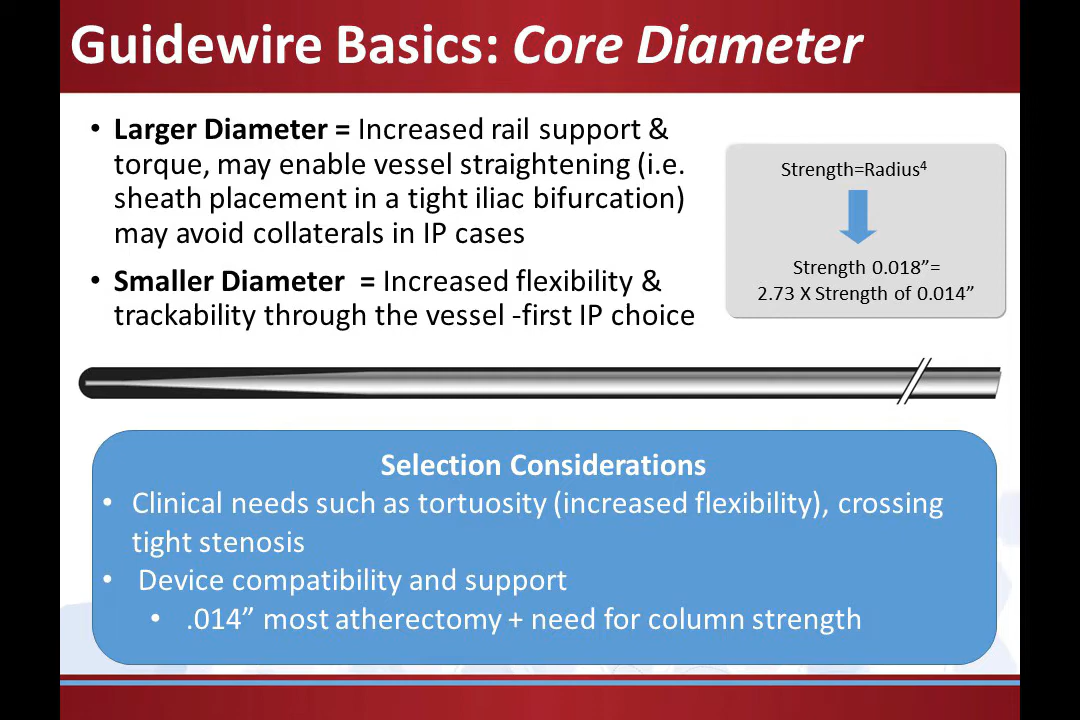 Guidewire Basics: Core Diameter
• Larger Diameter = Increased rail support &
torque, may enable vessel straightening (i.e.
sheath placement in a tight iliac bifurcation)
may avoid collaterals in IP cases
• Smaller Diameter = Increased flexibility &
trackability through the vessel -first IP choice
Strength=Radius⁴
Strength 0.018”=
2.73 X Strength of 0.014”
Selection Considerations
• Clinical needs such as tortuosity (increased flexibility), crossing
tight stenosis
• Device compatibility and support
• .014” most atherectomy + need for column strength